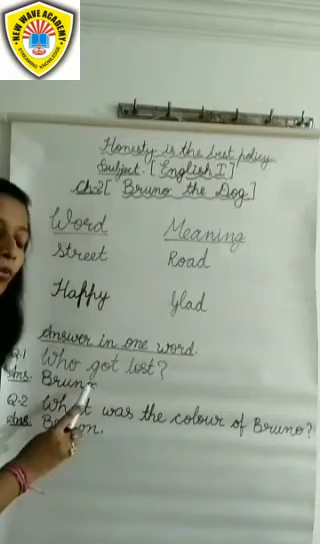 NEW WAVE ACADEMY
STREAMING KNOWLEDGE
Honesty is the best policy
Subject: [English I]
Ch-2 [Bruno the Dog]
Word Meaning
Street Road
Happy Glad
Answer in one word.
Q.1 Who got lost?
Ans. Bruno
Q-2 What was the colour of Bruno?
Ans.